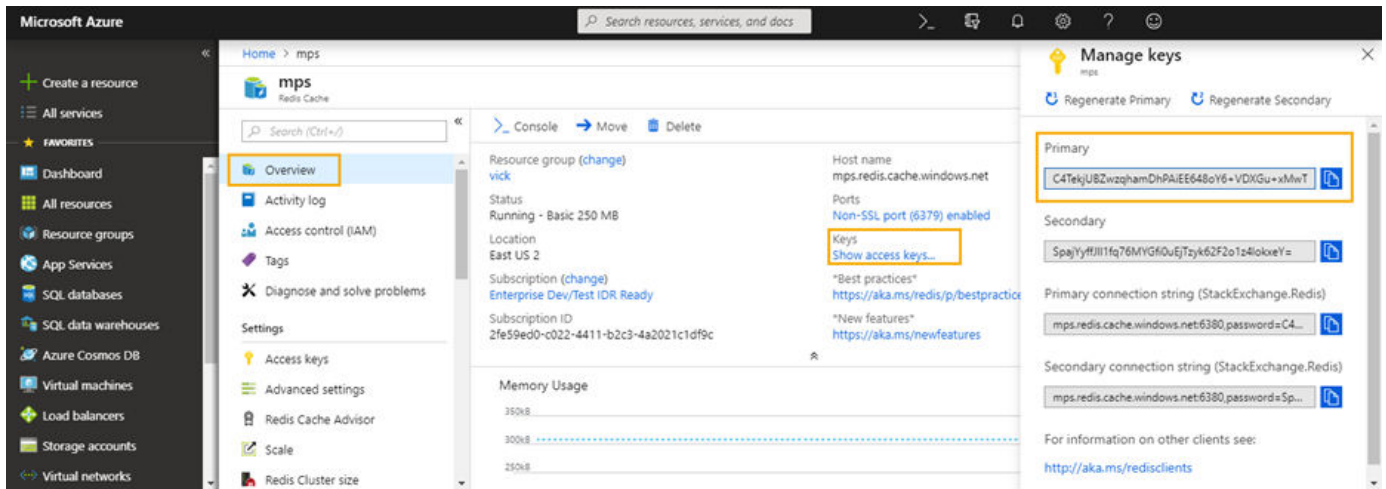 Microsoft Azure
Search resources, services, and docs
Create a resource
All services
FAVORITES
Dashboard
All resources
Resource groups
App Services
SQL databases
SQL data warehouses
Azure Cosmos DB
Virtual machines
Load balancers
Storage accounts
Virtual networks
Home > mps
mps
Redis Cache
Search (Ctrl+/)
Overview
Activity log
Access control (IAM)
Tags
Diagnose and solve problems
Settings
Access keys
Advanced settings
Redis Cache Advisor
Scale
Redis Cluster size
Console Move Delete
Resource group (change)
vick
Status
Running - Basic 250 MB
Location
East US 2
Subscription (change)
Enterprise Dev/Test IDR Ready
Subscription ID
2fe59ed0-c022-4411-b2c3-4a2021c1df9c
Host name
mps.redis.cache.windows.net
Ports
Non-SSL port (6379) enabled
Keys
Show access keys...
*Best practices*
https://aka.ms/redis/p/bestpractice
*New features*
https://aka.ms/newfeatures
Memory Usage
350kB
300kB
250kB
Manage keys
mps
Regenerate Primary Regenerate Secondary
Primary
C4TekjUBZwzqhamDhPAiEE648oY6+VDXGu+xMwT
Secondary
Primary connection string (StackExchange.Redis)
mps.redis.cache.windows.net:6380,password=C4...
Secondary connection string (StackExchange.Redis)
mps.redis.cache.windows.net:6380,password=Sp...
For information on other clients see:
http://aka.ms/redisclients